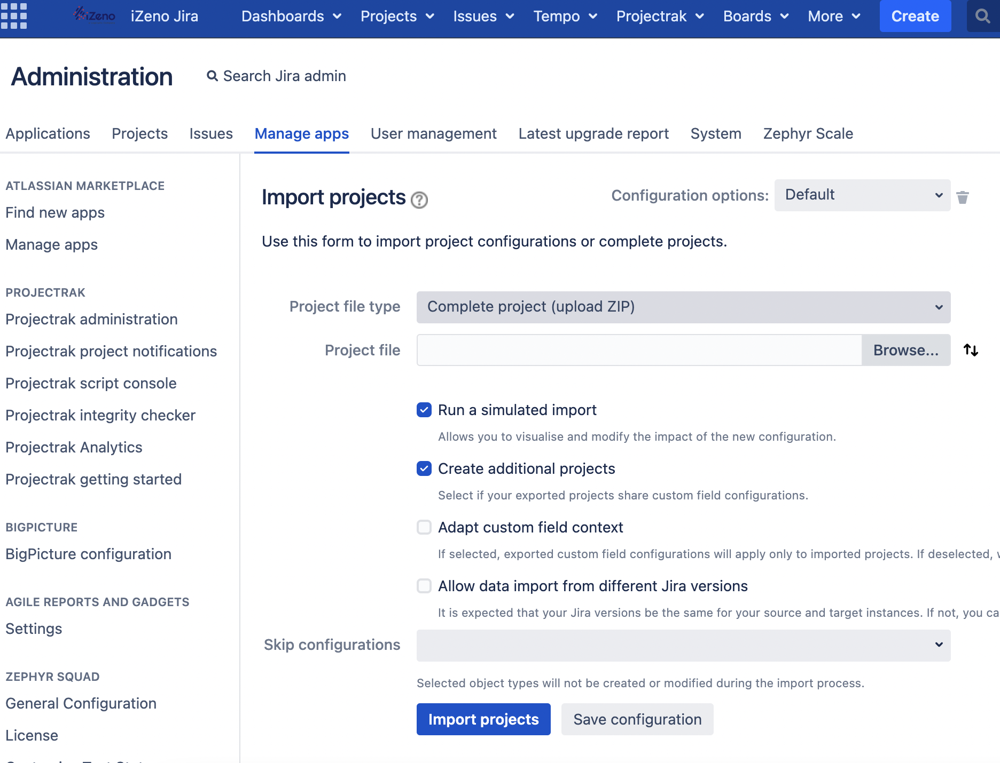 iZeno iZeno Jira Dashboards Projects Issues Tempo Projectrak Boards More Create
Administration Search Jira admin
Applications Projects Issues Manage apps User management Latest upgrade report System Zephyr Scale
ATLASSIAN MARKETPLACE
Find new apps
Manage apps
PROJECTRAK
Projectrak administration
Projectrak project notifications
Projectrak script console
Projectrak integrity checker
Projectrak Analytics
Projectrak getting started
BIGPICTURE
BigPicture configuration
AGILE REPORTS AND GADGETS
Settings
ZEPHYR SQUAD
General Configuration
License
Import projects ? Configuration options: Default
Use this form to import project configurations or complete projects.
Project file type Complete project (upload ZIP)
Project file Browse...
Run a simulated import
Allows you to visualise and modify the impact of the new configuration.
Create additional projects
Select if your exported projects share custom field configurations.
Adapt custom field context
If selected, exported custom field configurations will apply only to imported projects. If deselected,
Allow data import from different Jira versions
It is expected that your Jira versions be the same for your source and target instances. If not, you ca
Skip configurations
Selected object types will not be created or modified during the import process.
Import projects Save configuration